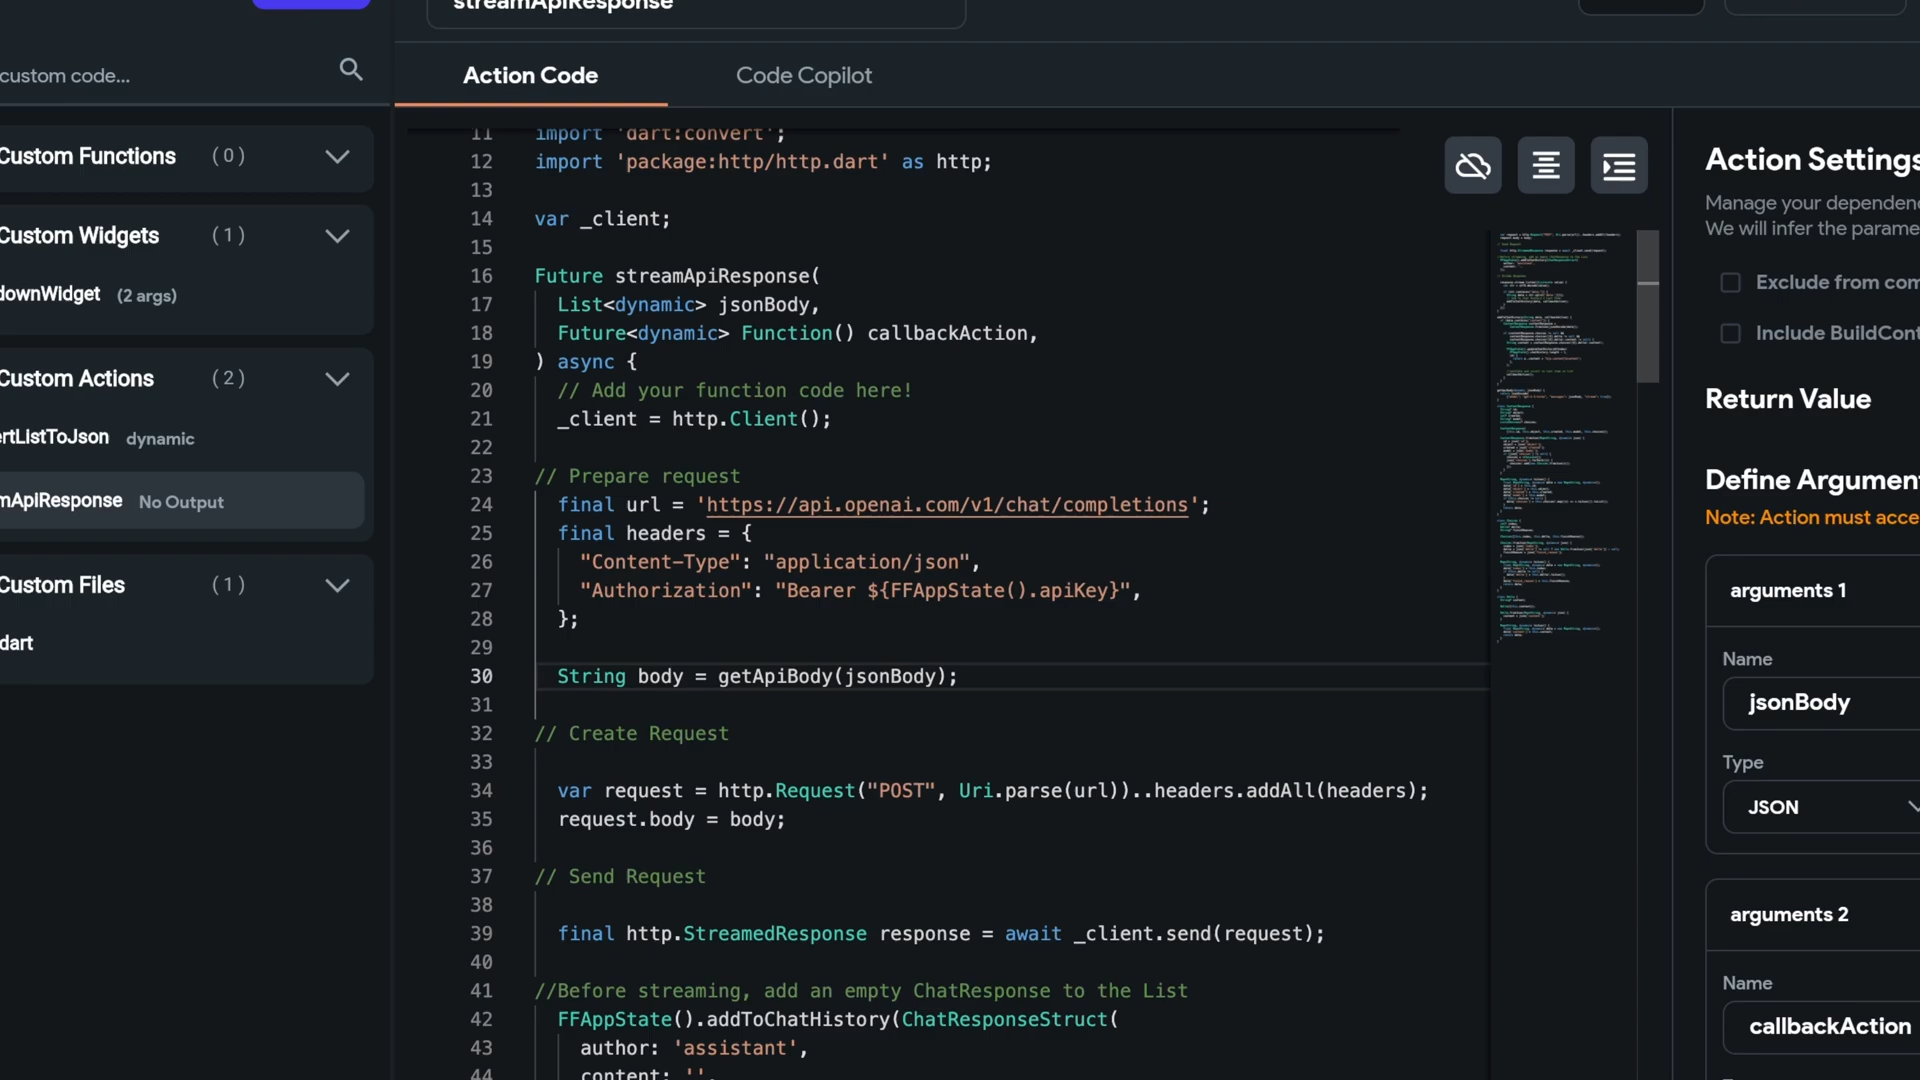 streamApiResponse
custom code...
Action Code
Code Copilot
Custom Functions (0)
Custom Widgets (1)
downWidget (2 args)
Custom Actions (2)
ertListToJson dynamic
mApiResponse No Output
Custom Files (1)
dart
11 import 'dart:convert';
12 import 'package:http/http.dart' as http;
13
14 var _client;
15
16 Future streamApiResponse(
17 List<dynamic> jsonBody,
18 Future<dynamic> Function() callbackAction,
19 ) async {
20 // Add your function code here!
21 _client = http.Client();
22
23 // Prepare request
24 final url = 'https://api.openai.com/v1/chat/completions';
25 final headers = {
26 "Content-Type": "application/json",
27 "Authorization": "Bearer ${FFAppState().apiKey}",
28 };
29
30 String body = getApiBody(jsonBody);
31
32 // Create Request
33
34 var request = http.Request("POST", Uri.parse(url))..headers.addAll(headers);
35 request.body = body;
36
37 // Send Request
38
39 final http.StreamedResponse response = await _client.send(request);
40
41 //Before streaming, add an empty ChatResponse to the List
42 FFAppState().addToChatHistory(ChatResponseStruct(
43 author: 'assistant',
44 content: '',
Action Settings
Manage your dependenc
We will infer the parame
Exclude from com
Include BuildCont
Return Value
Define Argumen
Note: Action must acce
arguments 1
Name
jsonBody
Type
JSON
arguments 2
Name
callbackAction